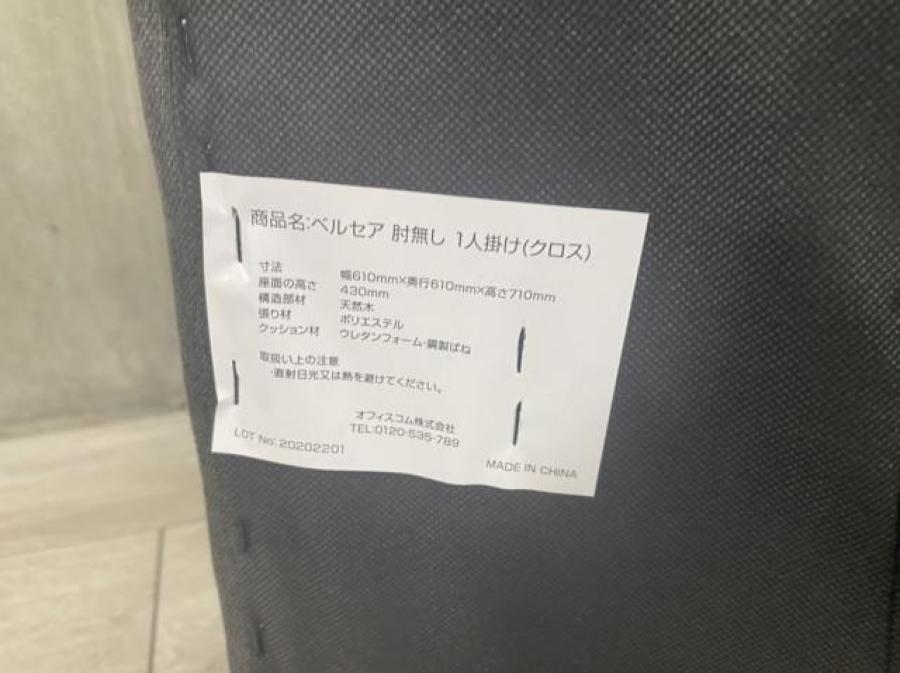 商品名:ベルセア 肘無し 1人掛け(クロス)
寸法 幅610mm×奥行610mm×高さ710mm
座面の高さ 430mm
構造部材 天然木
張り材 ポリエステル
クッション材 ウレタンフォーム・鋼製ばね
取扱い上の注意
・直射日光又は熱を避けてください。
オフィスコム株式会社
TEL:0120-535-789
LOT No: 20202201
MADE IN CHINA